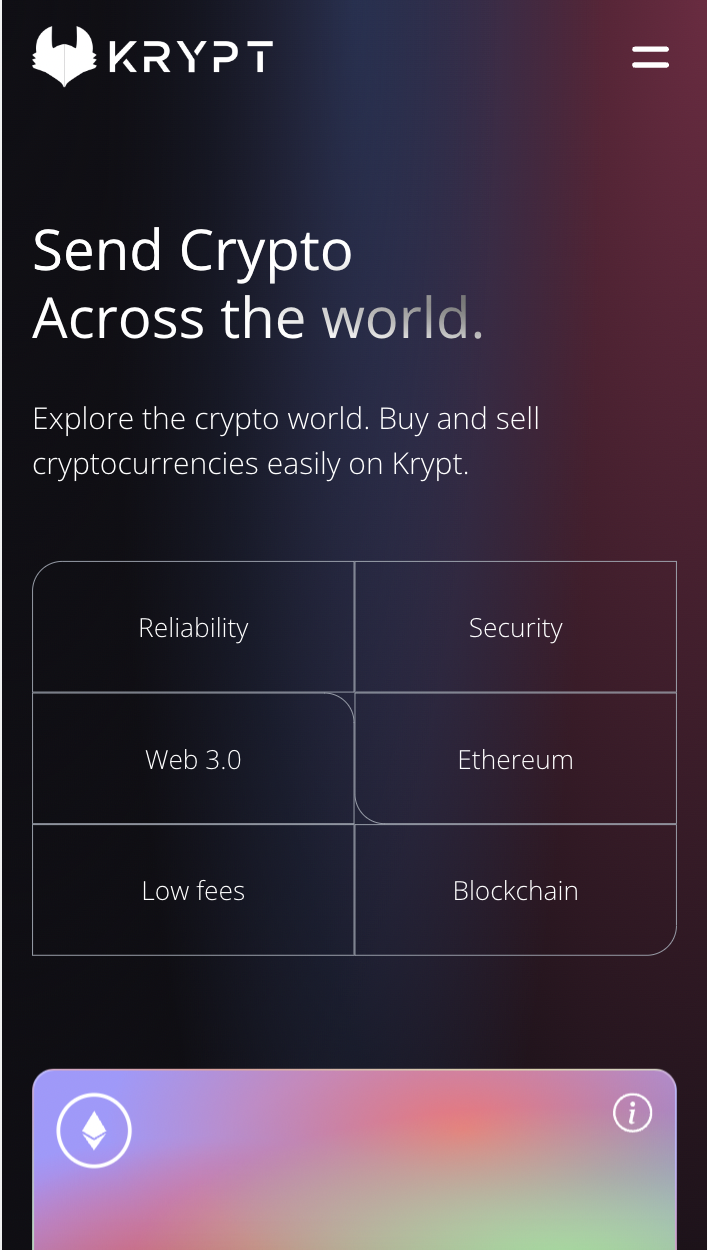 KRYPT
Send Crypto
Across the world.
Explore the crypto world. Buy and sell
cryptocurrencies easily on Krypt.
Reliability
Security
Web 3.0
Ethereum
Low fees
Blockchain
i